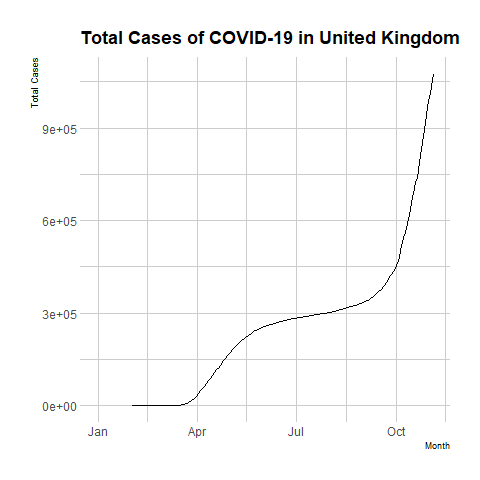 Total Cases of COVID-19 in United Kingdom
Total Cases
9e+05
6e+05
3e+05
0e+00
Jan Apr Jul Oct
Month